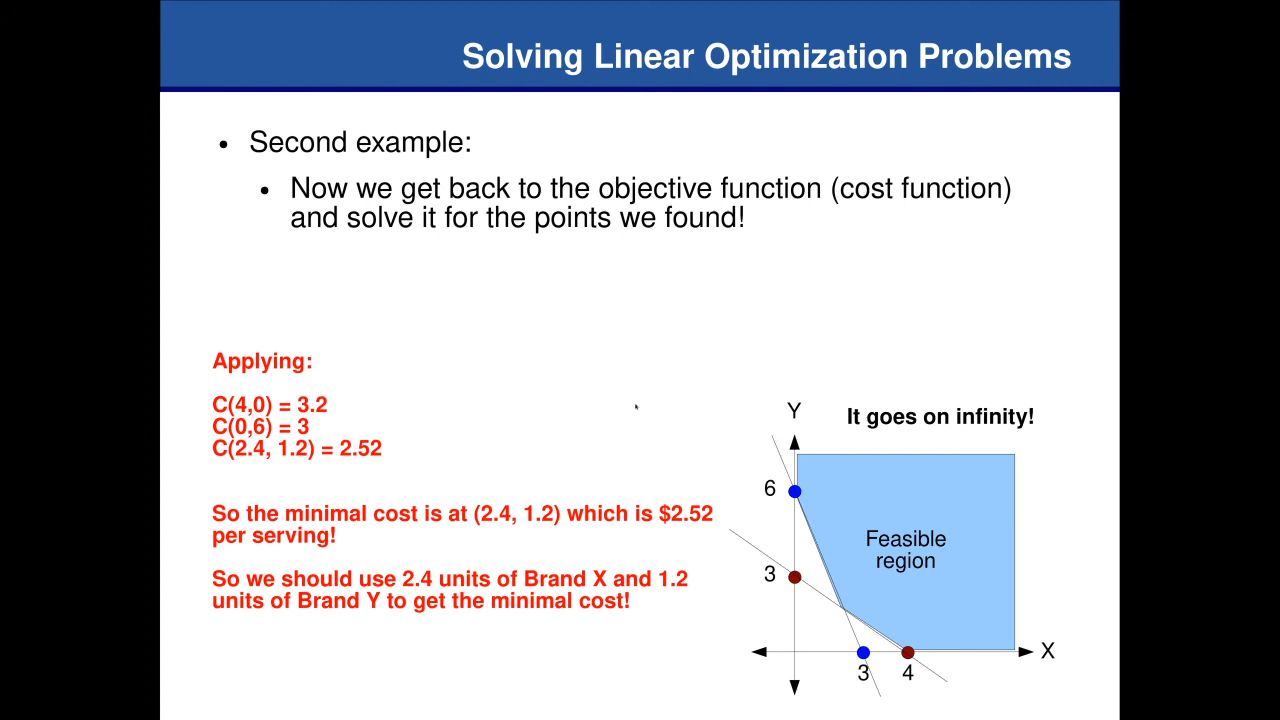 Solving Linear Optimization Problems
• Second example:
• Now we get back to the objective function (cost function)
and solve it for the points we found!
Applying:
C(4,0) = 3.2
C(0,6) = 3
C(2.4, 1.2) = 2.52
So the minimal cost is at (2.4, 1.2) which is $2.52
per serving!
So we should use 2.4 units of Brand X and 1.2
units of Brand Y to get the minimal cost!
Y
It goes on infinity!
6
Feasible
region
3
X
3
4